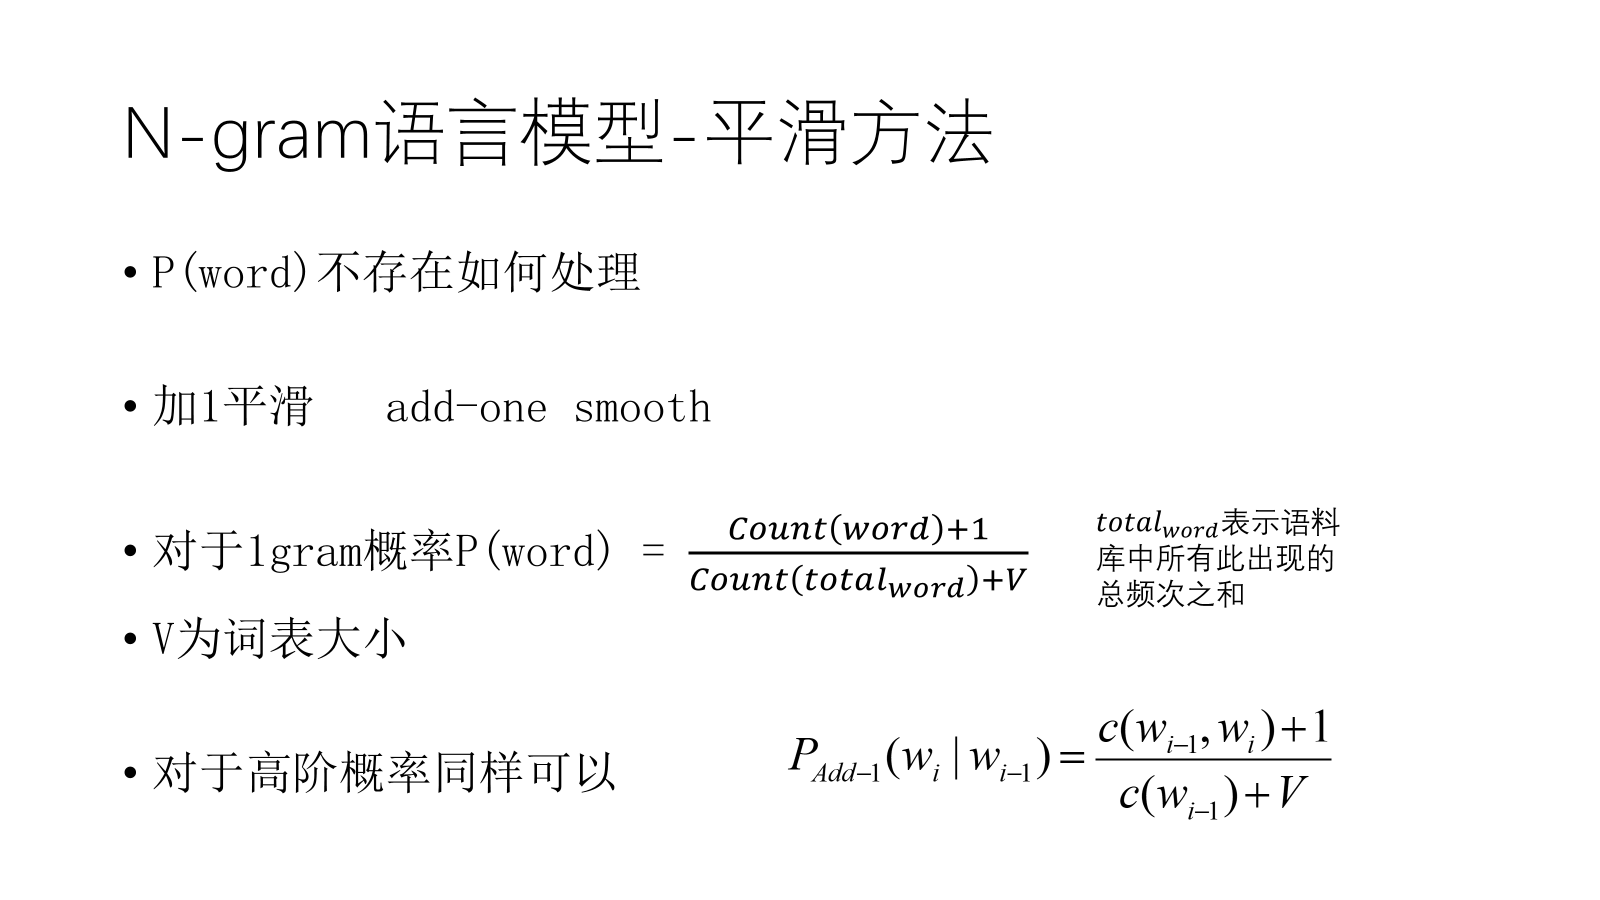 N-gram语言模型-平滑方法
• P(word)不存在如何处理
• 加1平滑 add-one smooth
• 对于1gram概率P(word) = \frac{Count(word)+1}{Count(total_{word})+V}
total_{word}表示语料
库中所有此出现的
总频次之和
• V为词表大小
• 对于高阶概率同样可以
P_{Add-1}(w_i | w_{i-1}) = \frac{c(w_{i-1}, w_i)+1}{c(w_{i-1})+V}